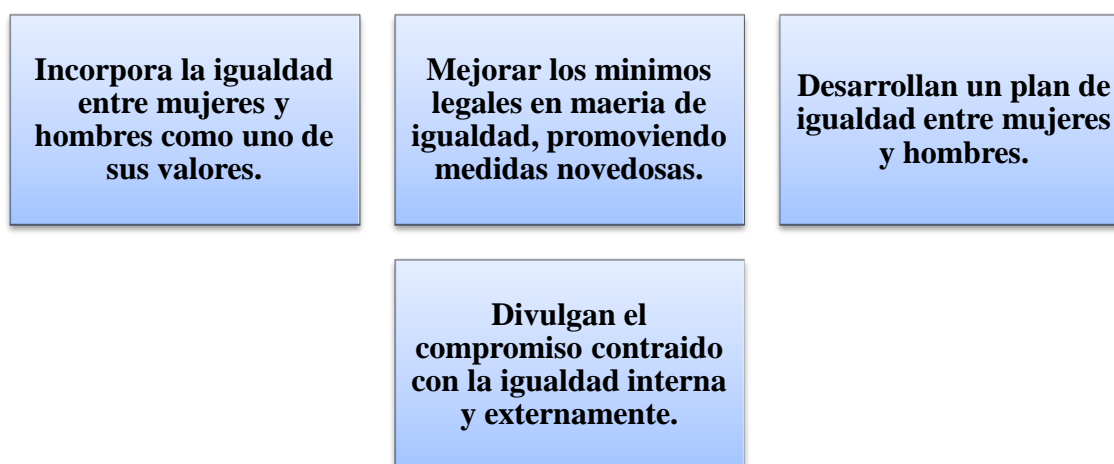 Incorpora la igualdad
entre mujeres y
hombres como uno de
sus valores.
Mejorar los minimos
legales en maeria de
igualdad, promoviendo
medidas novedosas.
Desarrollan un plan de
igualdad entre mujeres
y hombres.
Divulgan el
compromiso contraido
con la igualdad interna
y externamente.